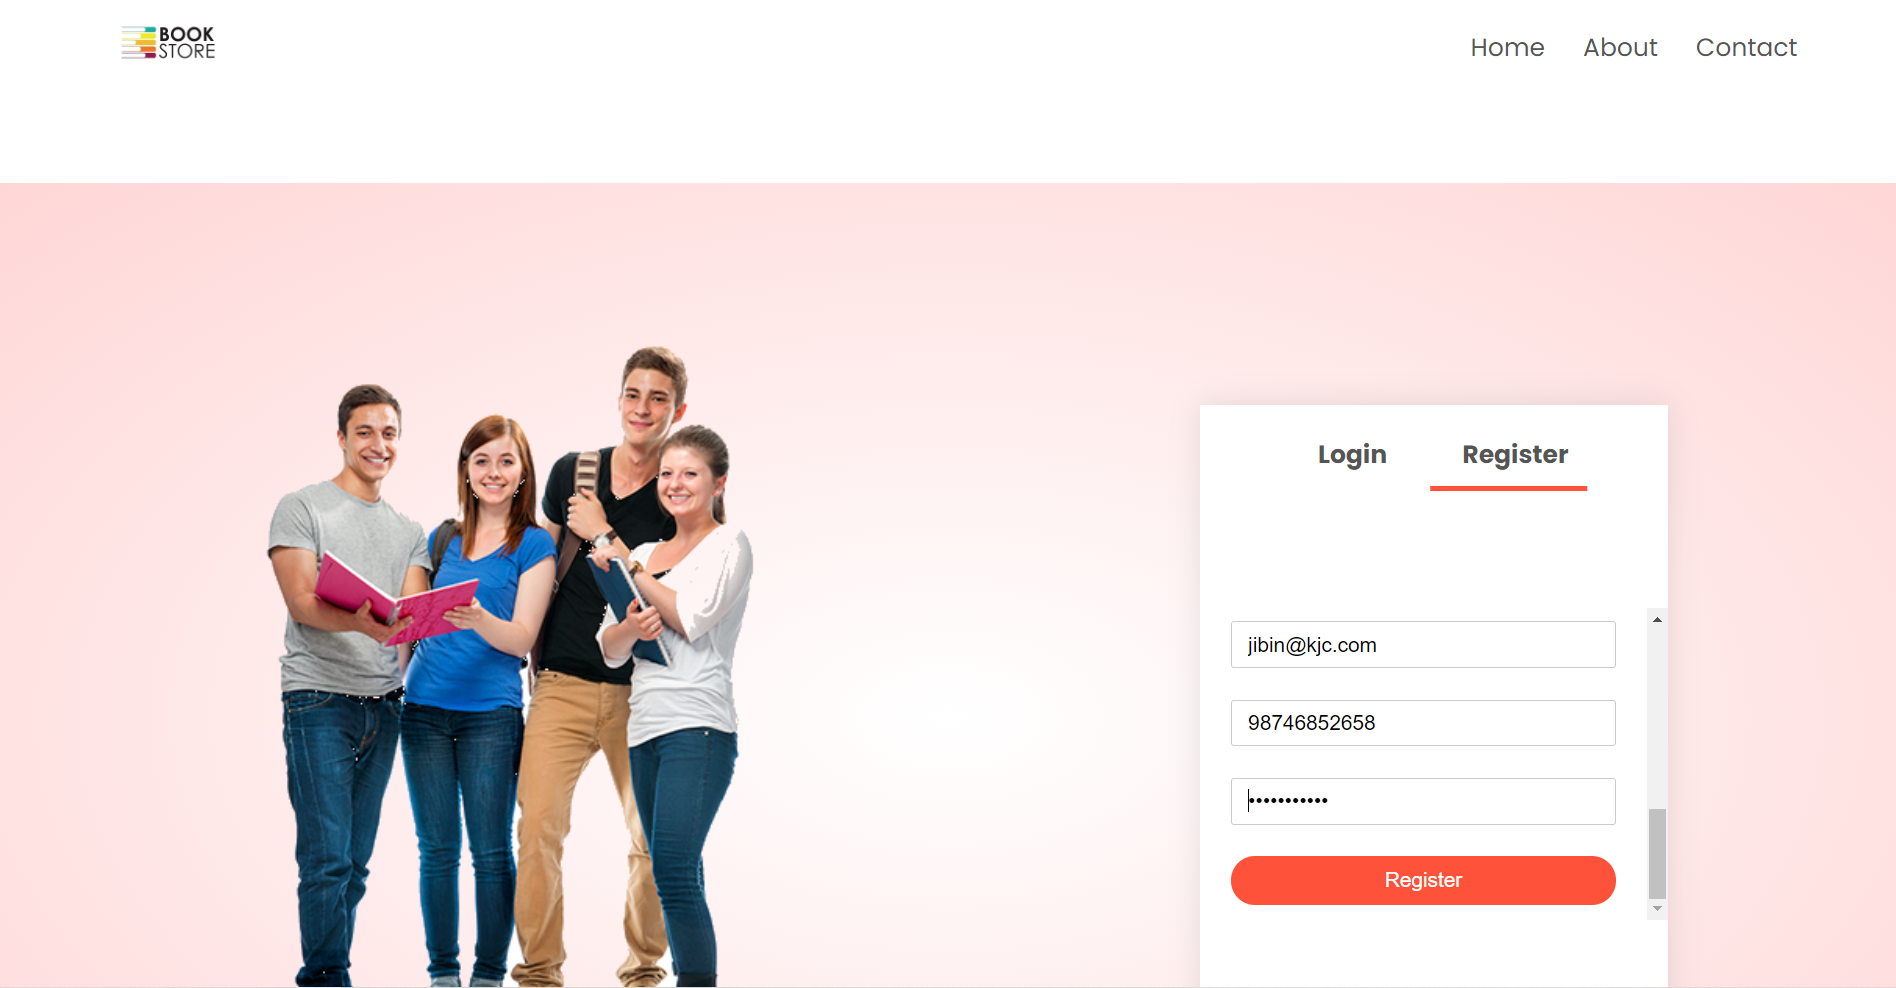 BOOK
STORE
Home About Contact
Login Register
jibin@kjc.com
98746852658
•••••••••••
Register